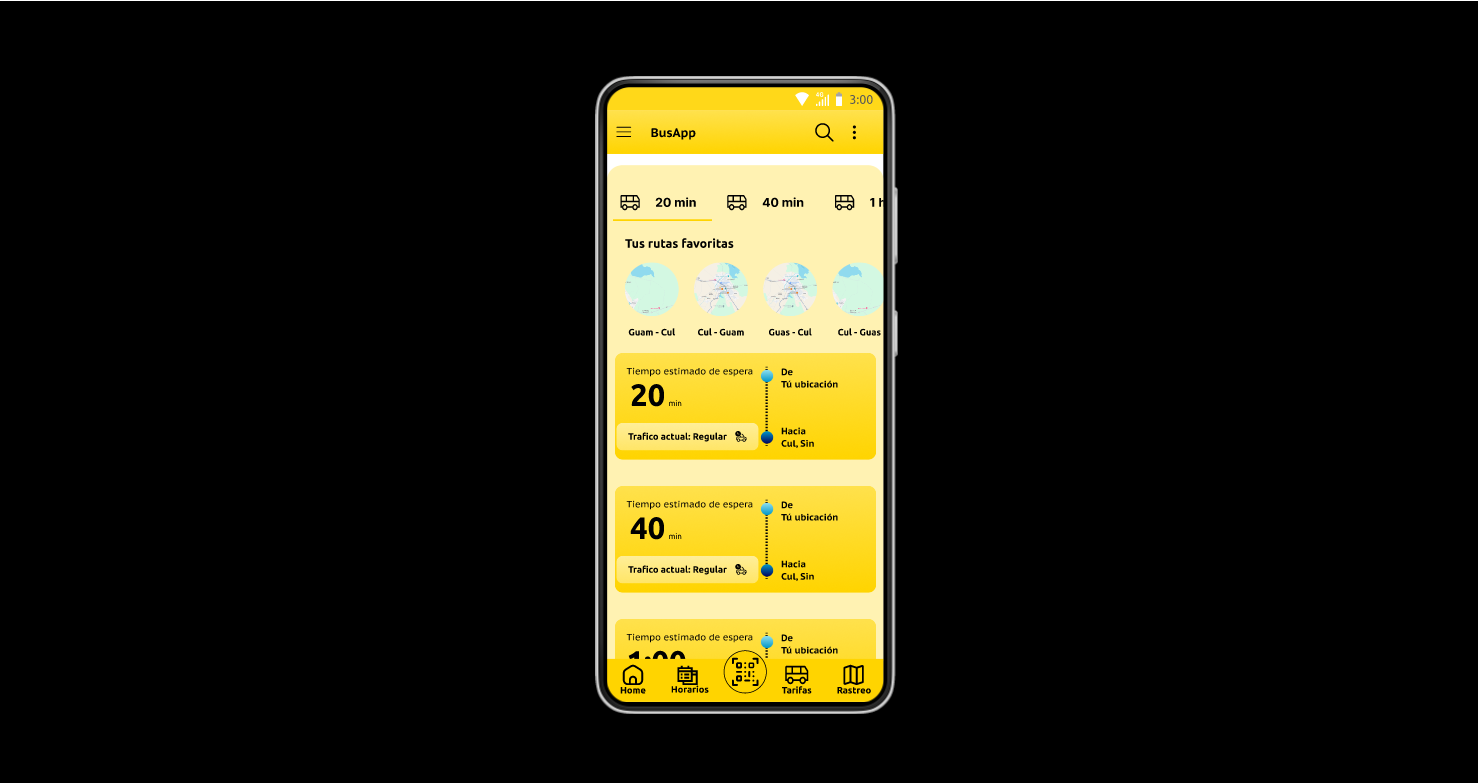 4G 3:00
BusApp
20 min 40 min 1 h
Tus rutas favoritas
Guam - Cul Cul - Guam Guas - Cul Cul - Guas
Tiempo estimado de espera
20 min
Trafico actual: Regular
De
Tú ubicación
Hacia
Cul, Sin
Tiempo estimado de espera
40 min
Trafico actual: Regular
De
Tú ubicación
Hacia
Cul, Sin
Tiempo estimado de espera
1:00
De
Tú ubicación
Home Horarios Tarifas Rastreo